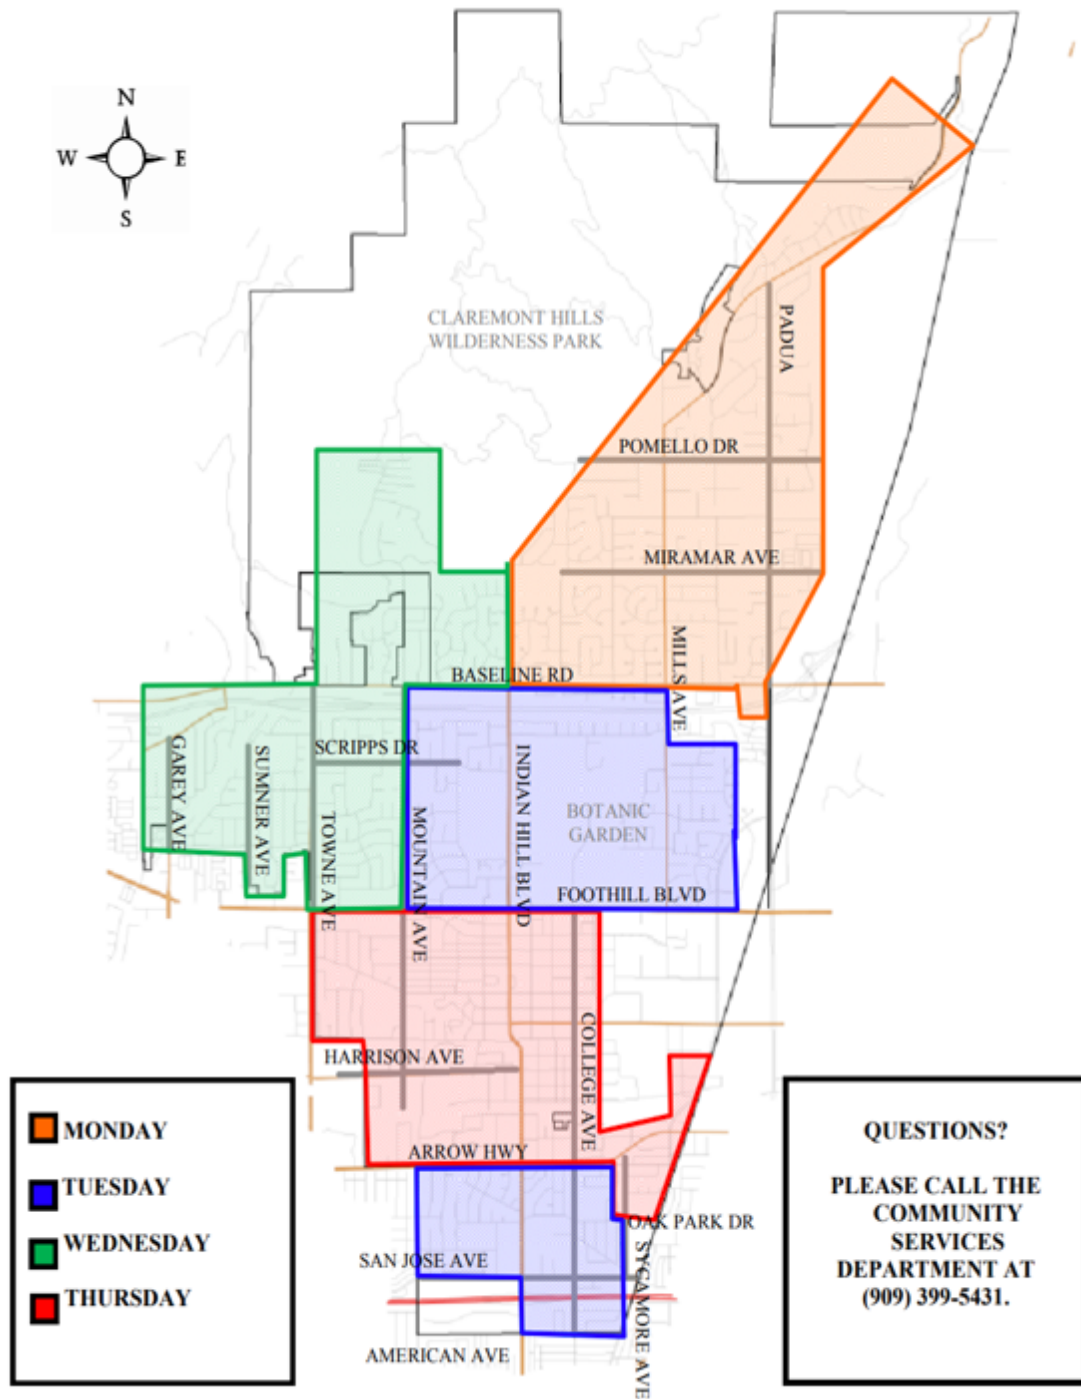 N
W E
S
CLAREMONT HILLS
WILDERNESS PARK
PADUA
POMELLO DR
MIRAMAR AVE
MILLS AVE
BASELINE RD
SCRIPPS DR
GAREY AVE
SUMNER AVE
TOWNE AVE
MOUNTAIN AVE
INDIAN HILL BLVD
BOTANIC
GARDEN
FOOTHILL BLVD
COLLEGE AVE
HARRISON AVE
ARROW HWY
OAK PARK DR
SAN JOSE AVE
SYCAMORE AVE
AMERICAN AVE
MONDAY
TUESDAY
WEDNESDAY
THURSDAY
QUESTIONS?
PLEASE CALL THE
COMMUNITY
SERVICES
DEPARTMENT AT
(909) 399-5431.